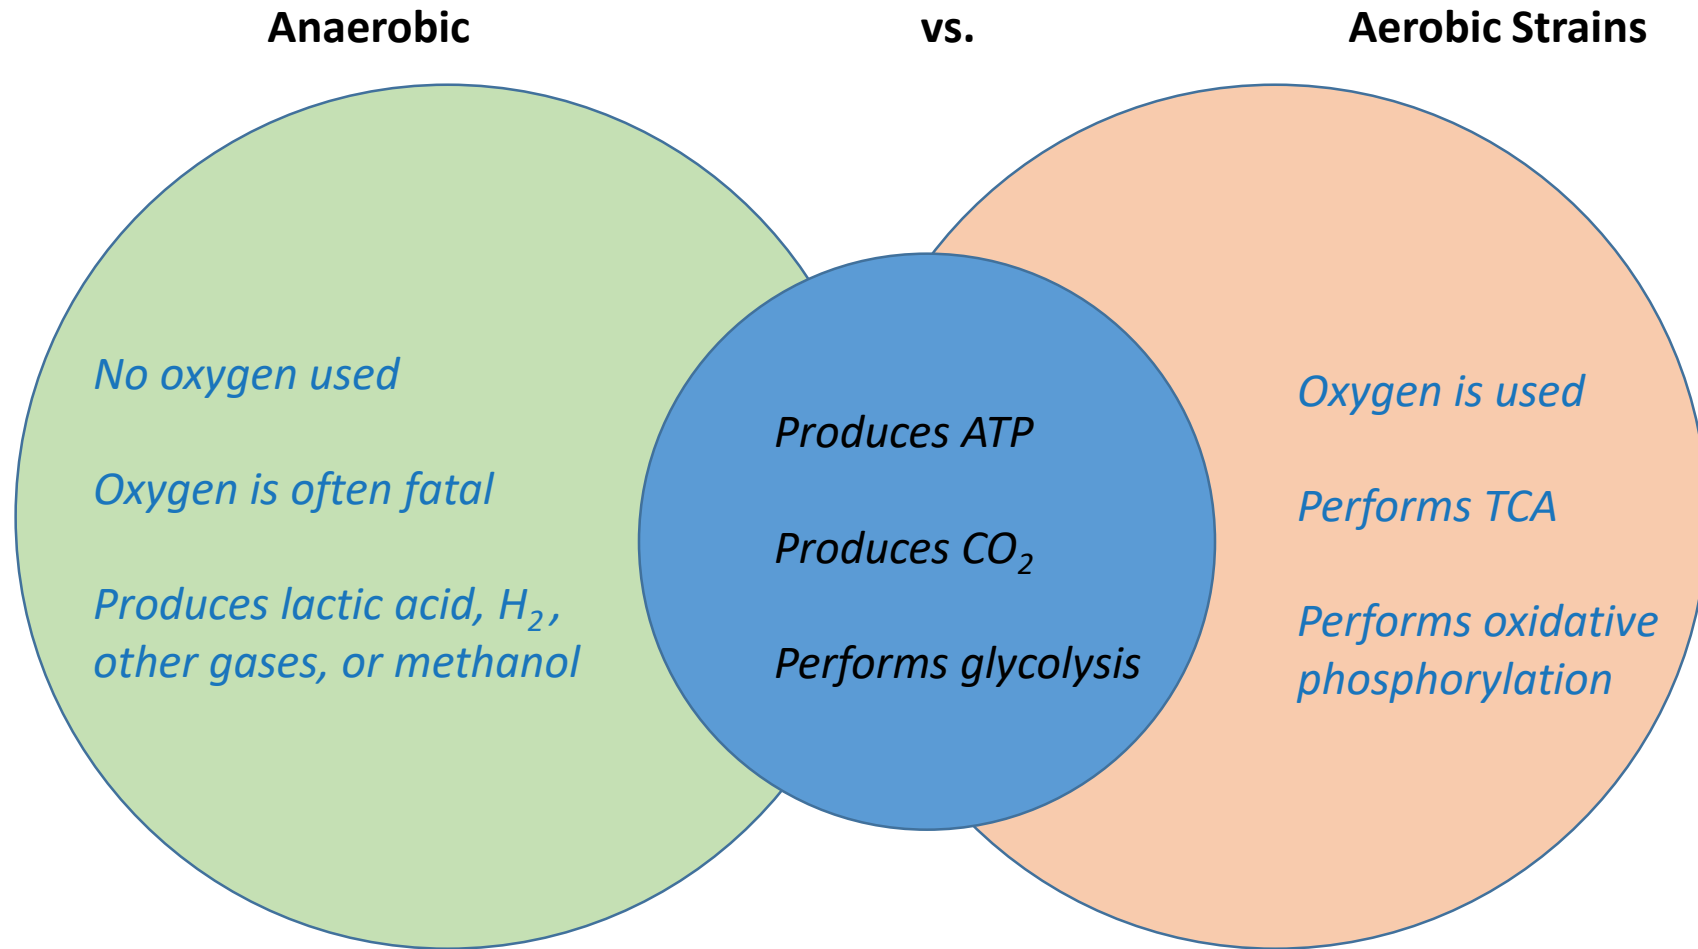 Anaerobic vs. Aerobic Strains
No oxygen used
Oxygen is often fatal
Produces lactic acid, H₂,
other gases, or methanol
Produces ATP
Produces CO₂
Performs glycolysis
Oxygen is used
Performs TCA
Performs oxidative
phosphorylation